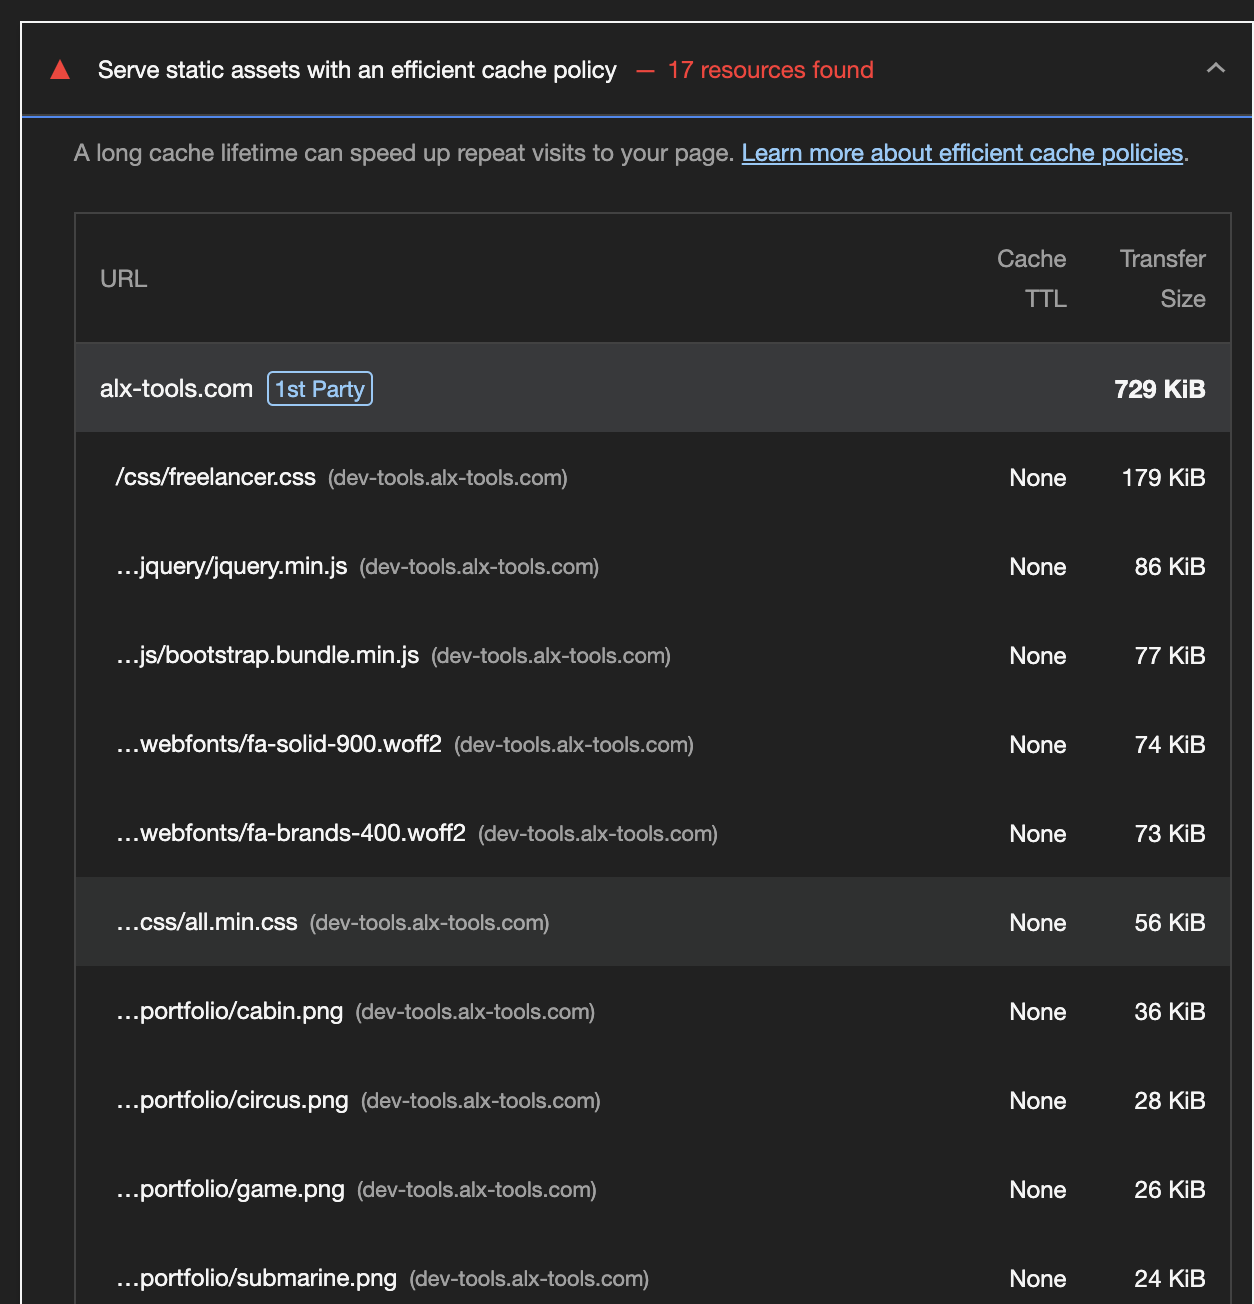 Serve static assets with an efficient cache policy — 17 resources found
A long cache lifetime can speed up repeat visits to your page. Learn more about efficient cache policies.
URL Cache TTL Transfer Size
alx-tools.com 1st Party 729 KiB
/css/freelancer.css (dev-tools.alx-tools.com) None 179 KiB
…jquery/jquery.min.js (dev-tools.alx-tools.com) None 86 KiB
…js/bootstrap.bundle.min.js (dev-tools.alx-tools.com) None 77 KiB
…webfonts/fa-solid-900.woff2 (dev-tools.alx-tools.com) None 74 KiB
…webfonts/fa-brands-400.woff2 (dev-tools.alx-tools.com) None 73 KiB
…css/all.min.css (dev-tools.alx-tools.com) None 56 KiB
…portfolio/cabin.png (dev-tools.alx-tools.com) None 36 KiB
…portfolio/circus.png (dev-tools.alx-tools.com) None 28 KiB
…portfolio/game.png (dev-tools.alx-tools.com) None 26 KiB
…portfolio/submarine.png (dev-tools.alx-tools.com) None 24 KiB